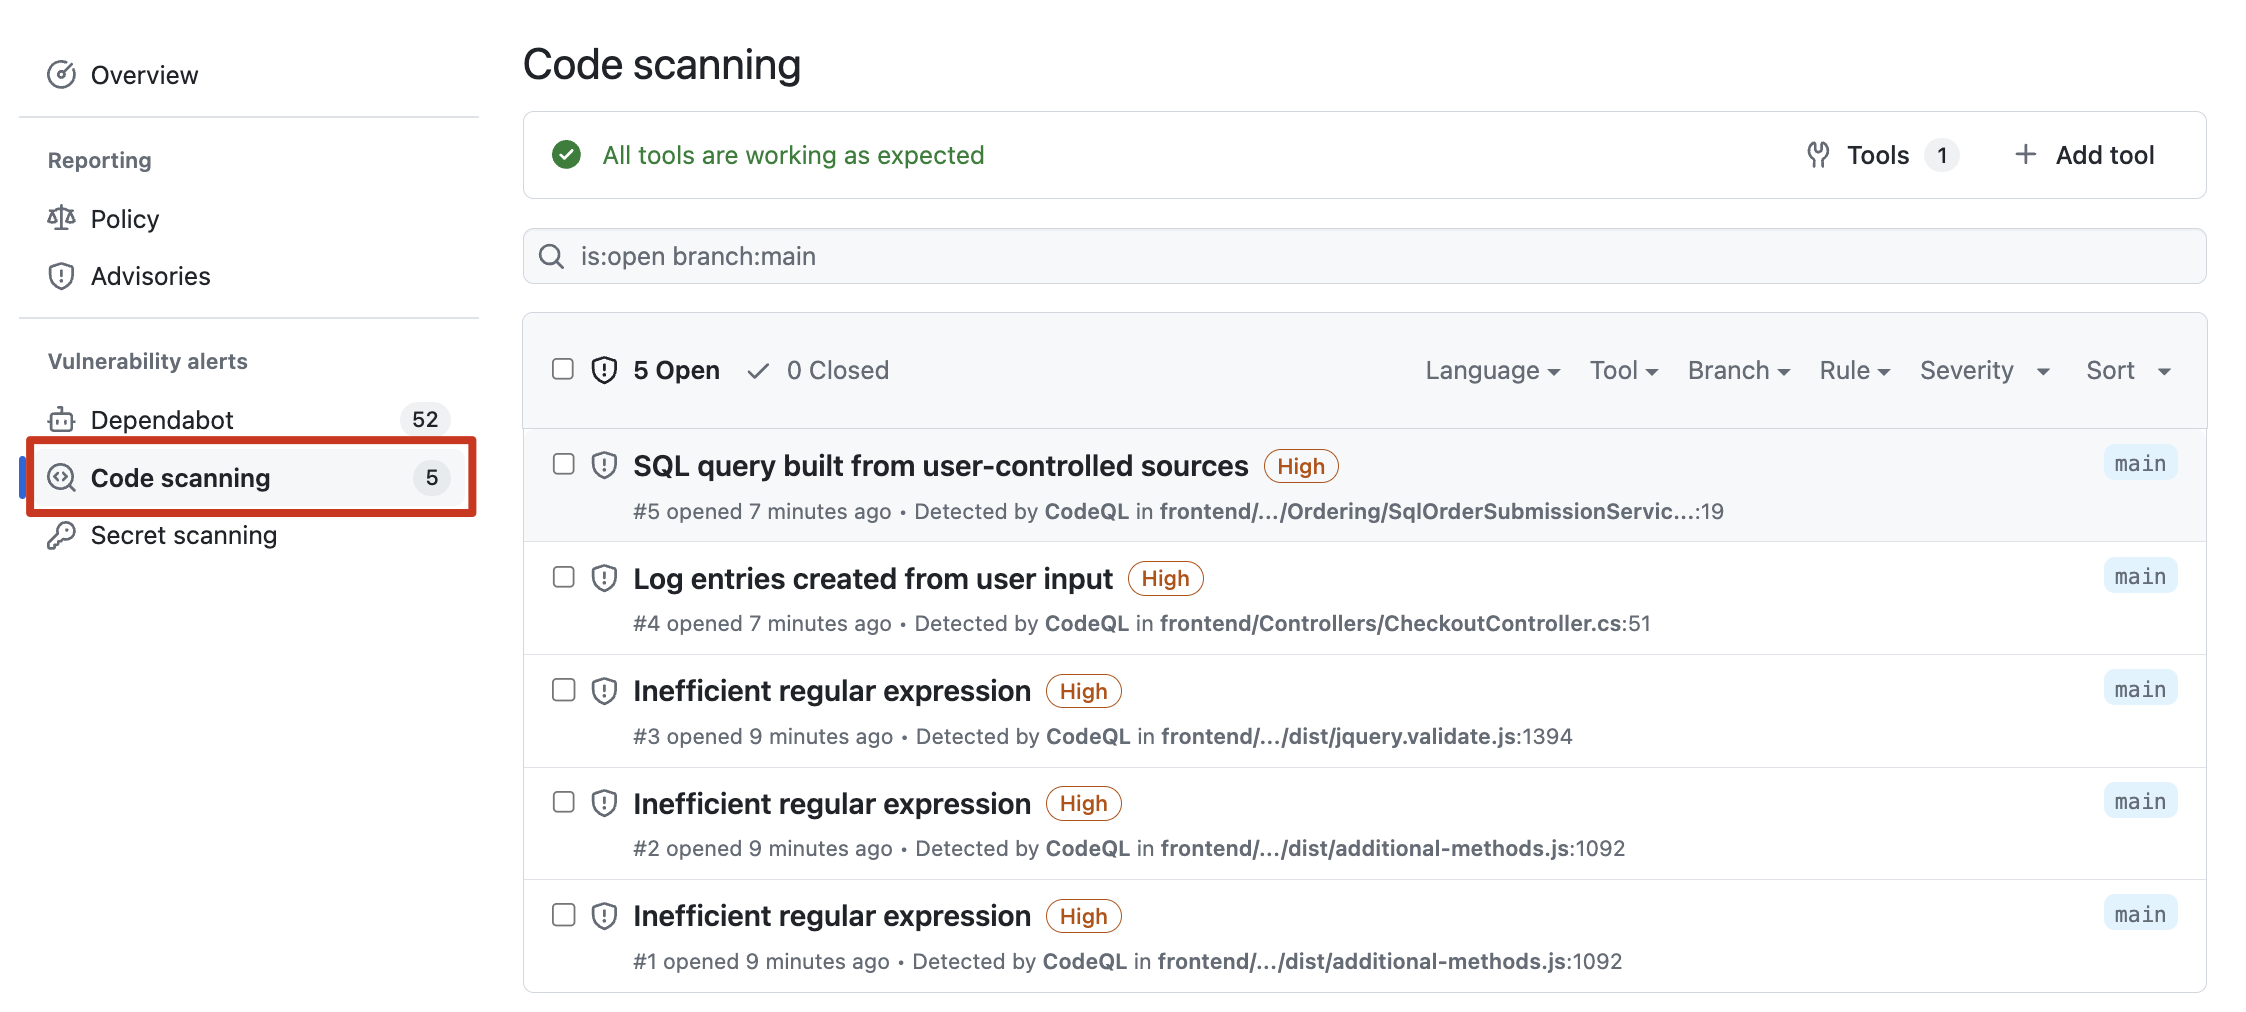 Overview
Reporting
Policy
Advisories
Vulnerability alerts
Dependabot 52
Code scanning 5
Secret scanning
Code scanning
All tools are working as expected Tools 1 Add tool
is:open branch:main
5 Open 0 Closed Language Tool Branch Rule Severity Sort
SQL query built from user-controlled sources High main
#5 opened 7 minutes ago • Detected by CodeQL in frontend/.../Ordering/SqlOrderSubmissionServic...:19
Log entries created from user input High main
#4 opened 7 minutes ago • Detected by CodeQL in frontend/Controllers/CheckoutController.cs:51
Inefficient regular expression High main
#3 opened 9 minutes ago • Detected by CodeQL in frontend/.../dist/jquery.validate.js:1394
Inefficient regular expression High main
#2 opened 9 minutes ago • Detected by CodeQL in frontend/.../dist/additional-methods.js:1092
Inefficient regular expression High main
#1 opened 9 minutes ago • Detected by CodeQL in frontend/.../dist/additional-methods.js:1092